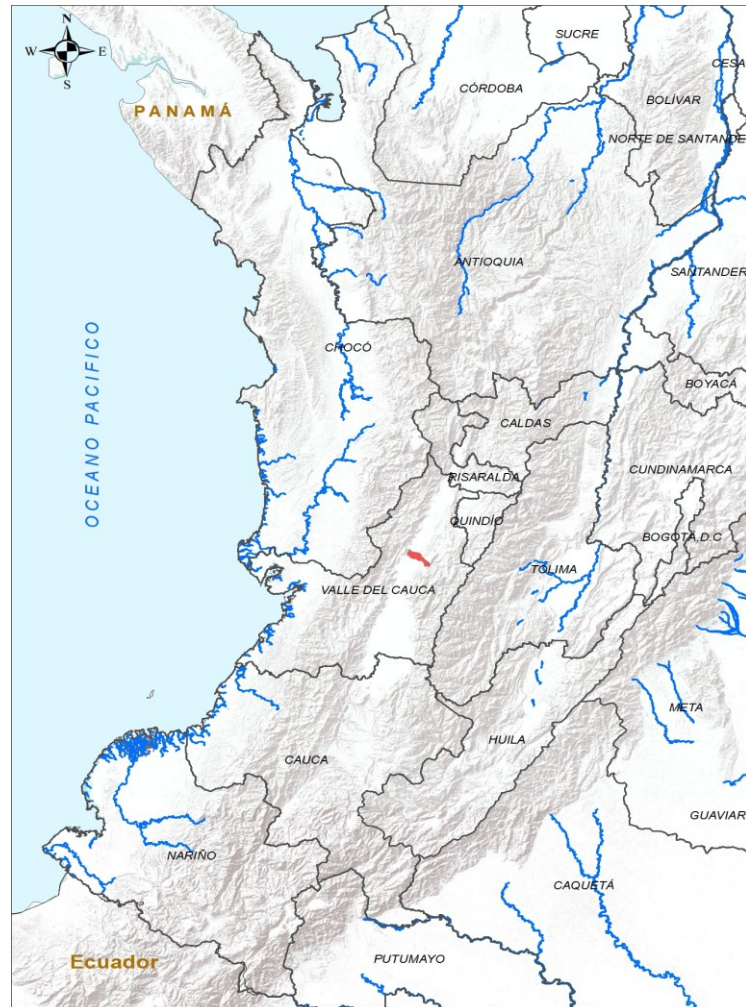 N
W E
S
SUCRE
CESA
CÓRDOBA
BOLÍVAR
PANAMÁ
NORTE DE SANTANDE
ANTIOQUIA
SANTANDER
OCEANO PACIFICO
CHOCÓ
BOYACÁ
CALDAS
CUNDINAMARCA
RISARALDA
QUINDÍO
BOGOTÁ,D.C
TOLIMA
VALLE DEL CAUCA
META
HUILA
CAUCA
GUAVIAR
NARIÑO
CAQUETÁ
Ecuador
PUTUMAYO